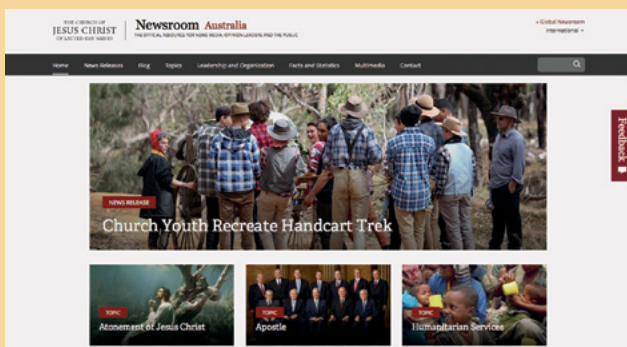 THE CHURCH OF
JESUS CHRIST
OF LATTER-DAY SAINTS
Newsroom Australia
THE OFFICIAL RESOURCE FOR NEWS MEDIA, OPINION LEADERS AND THE PUBLIC
» Global Newsroom
International
Home News Releases Blog Topics Leadership and Organization Facts and Statistics Multimedia Contact
Feedback
NEWS RELEASE
Church Youth Recreate Handcart Trek
TOPIC
Atonement of Jesus Christ
TOPIC
Apostle
TOPIC
Humanitarian Services